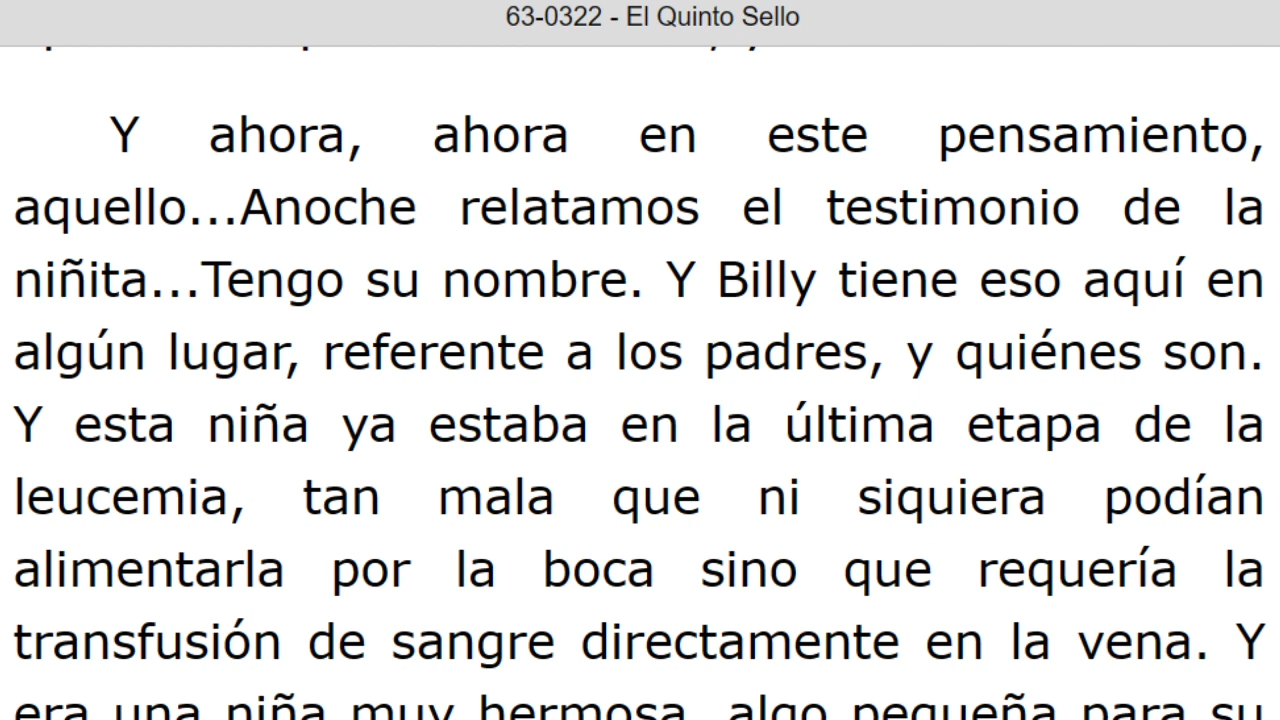 63-0322 - El Quinto Sello
Y ahora, ahora en este pensamiento,
aquello...Anoche relatamos el testimonio de la
niñita...Tengo su nombre. Y Billy tiene eso aquí en
algún lugar, referente a los padres, y quiénes son.
Y esta niña ya estaba en la última etapa de la
leucemia, tan mala que ni siquiera podían
alimentarla por la boca sino que requería la
transfusión de sangre directamente en la vena. Y
era una niña muy hermosa, algo pequeña para su